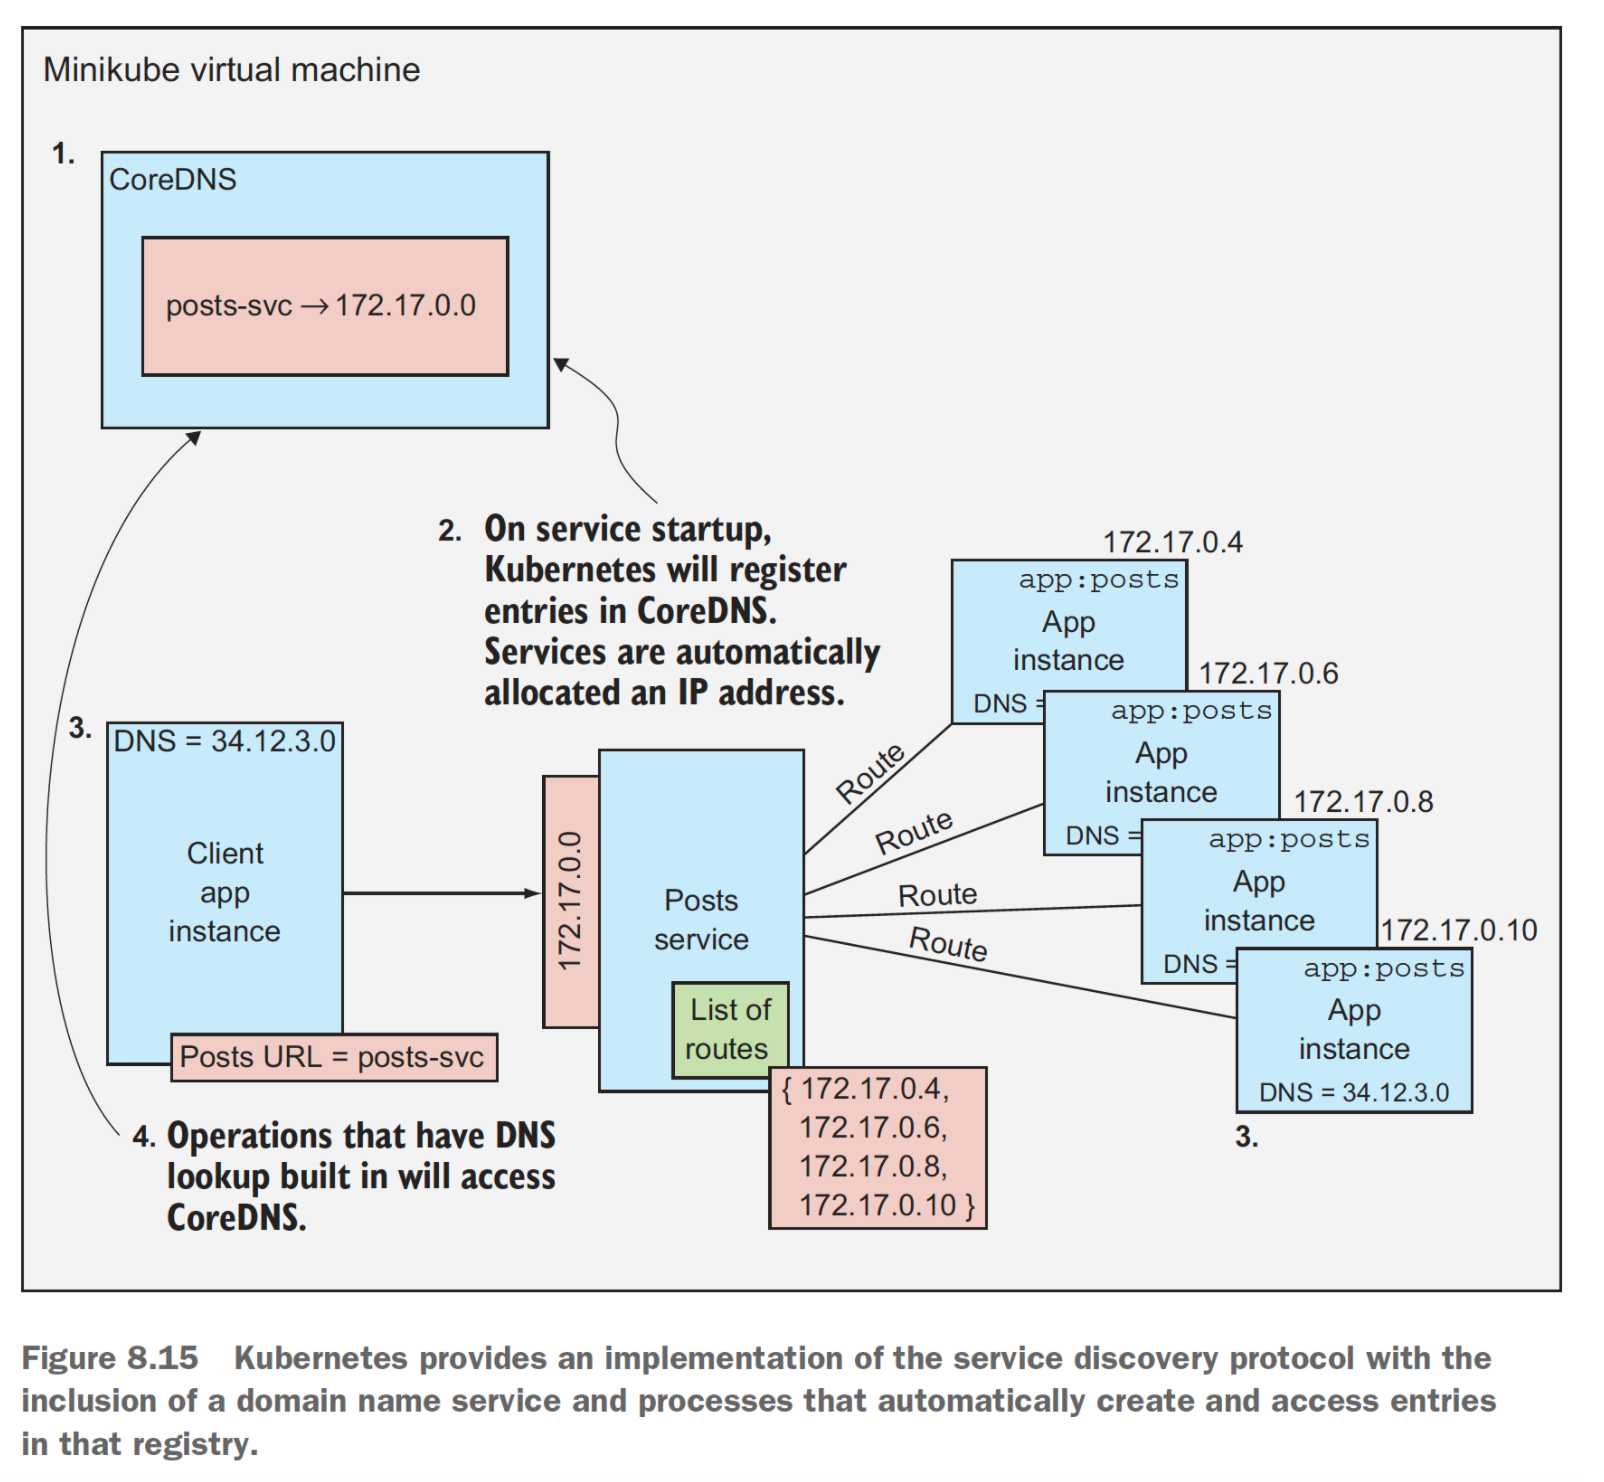 Minikube virtual machine
1.
CoreDNS
posts-svc → 172.17.0.0
2. On service startup,
Kubernetes will register
entries in CoreDNS.
Services are automatically
allocated an IP address.
3.
DNS = 34.12.3.0
Client
app
instance
Posts URL = posts-svc
4. Operations that have DNS
lookup built in will access
CoreDNS.
172.17.0.0
Posts
service
List of
routes
{ 172.17.0.4,
172.17.0.6,
172.17.0.8,
172.17.0.10 }
Route
Route
Route
Route
172.17.0.4
app:posts
App
instance
DNS =
172.17.0.6
app:posts
App
instance
DNS =
172.17.0.8
app:posts
App
instance
DNS =
172.17.0.10
app:posts
App
instance
DNS = 34.12.3.0
3.
Figure 8.15 Kubernetes provides an implementation of the service discovery protocol with the
inclusion of a domain name service and processes that automatically create and access entries
in that registry.